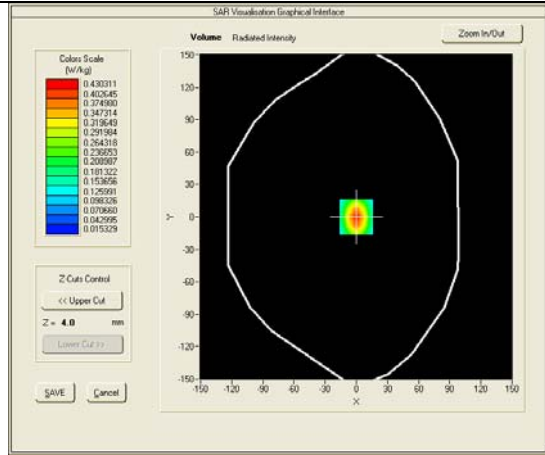 SAR Visualisation Graphical Interface
Volume Radiated Intensity
Zoom In/Out
Colors Scale
(W/kg)
0.430311
0.402645
0.374980
0.347314
0.319649
0.291984
0.264318
0.236653
0.208987
0.181322
0.153656
0.125991
0.098326
0.070660
0.042995
0.015329
Z-Cuts Control
<< Upper Cut
Z = 4.0 mm
Lower Cut >>
SAVE Cancel
150
120
90
60
30
0
-30
-60
-90
-120
-150
Y
-150 -120 -90 -60 -30 0 30 60 90 120 150
X